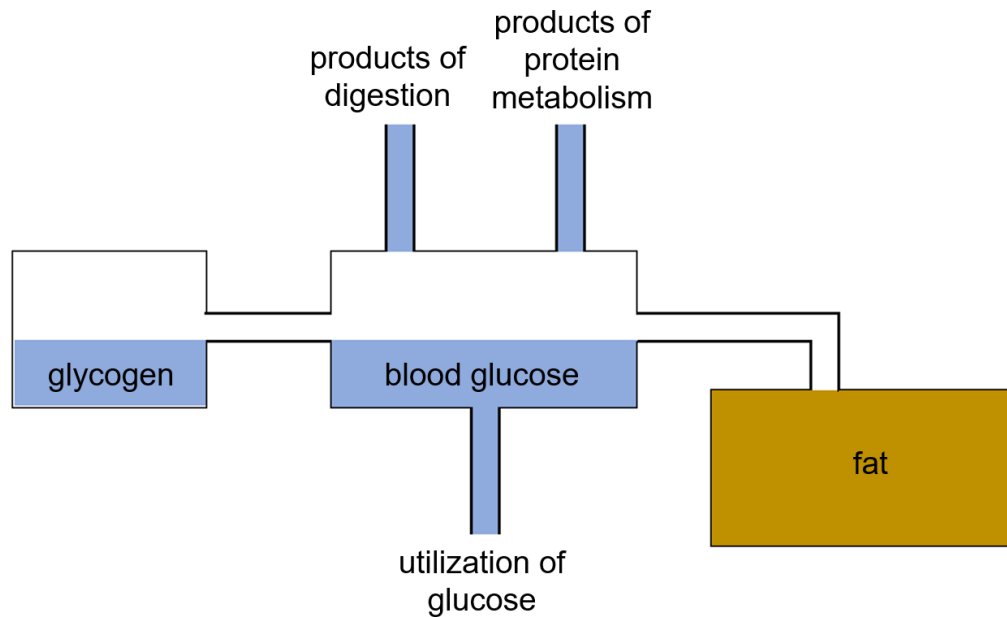 products of
digestion
products of
protein
metabolism
glycogen
blood glucose
fat
utilization of
glucose